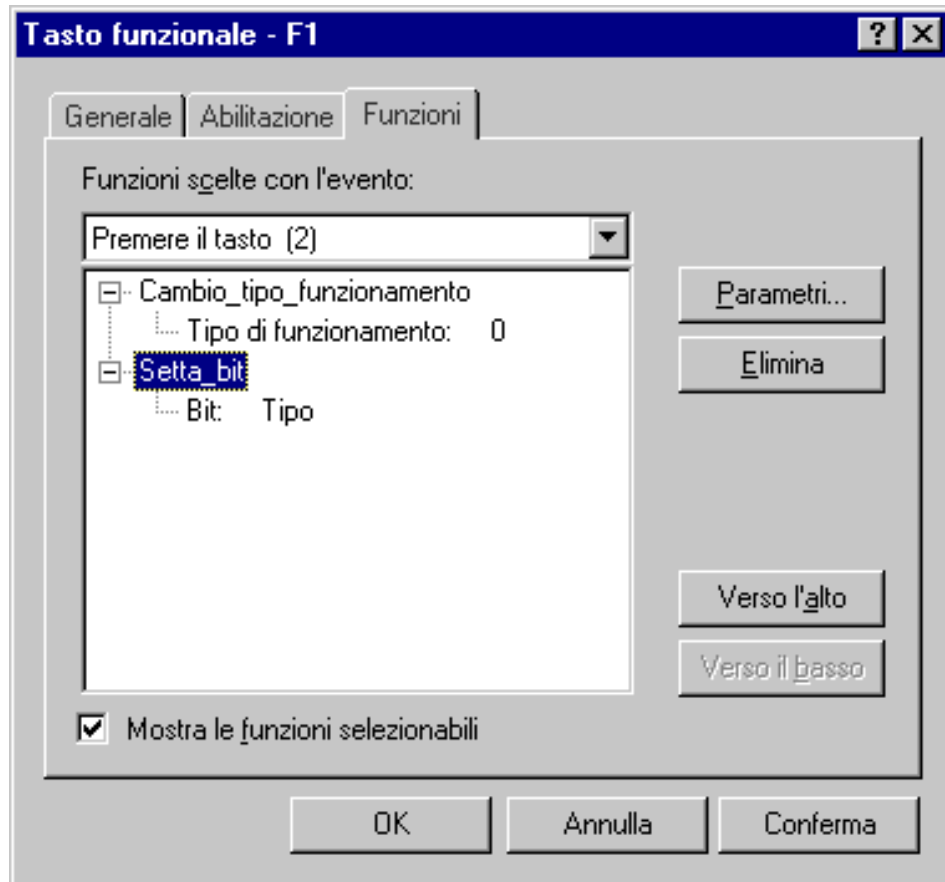 Tasto funzionale - F1
Generale Abilitazione Funzioni
Funzioni scelte con l'evento:
Premere il tasto (2)
Cambio_tipo_funzionamento
Tipo di funzionamento: 0
Setta_bit
Bit: Tipo
Parametri...
Elimina
Verso l'alto
Verso il basso
Mostra le funzioni selezionabili
OK Annulla Conferma